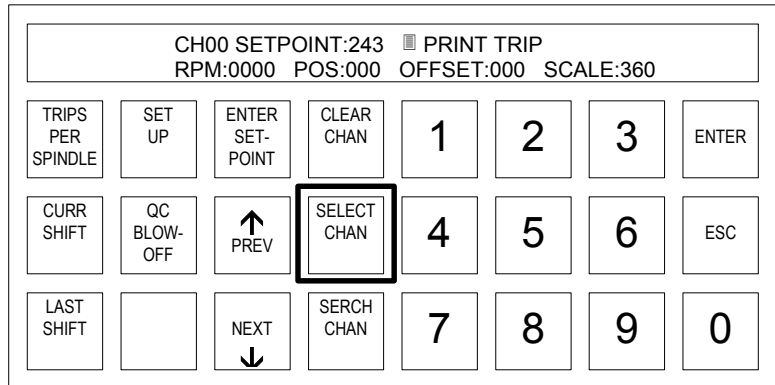 CH00 SETPOINT:243 PRINT TRIP
RPM:0000 POS:000 OFFSET:000 SCALE:360
TRIPS
PER
SPINDLE
SET
UP
ENTER
SET-
POINT
CLEAR
CHAN
1
2
3
ENTER
CURR
SHIFT
QC
BLOW-
OFF
PREV
SELECT
CHAN
4
5
6
ESC
LAST
SHIFT
NEXT
SERCH
CHAN
7
8
9
0